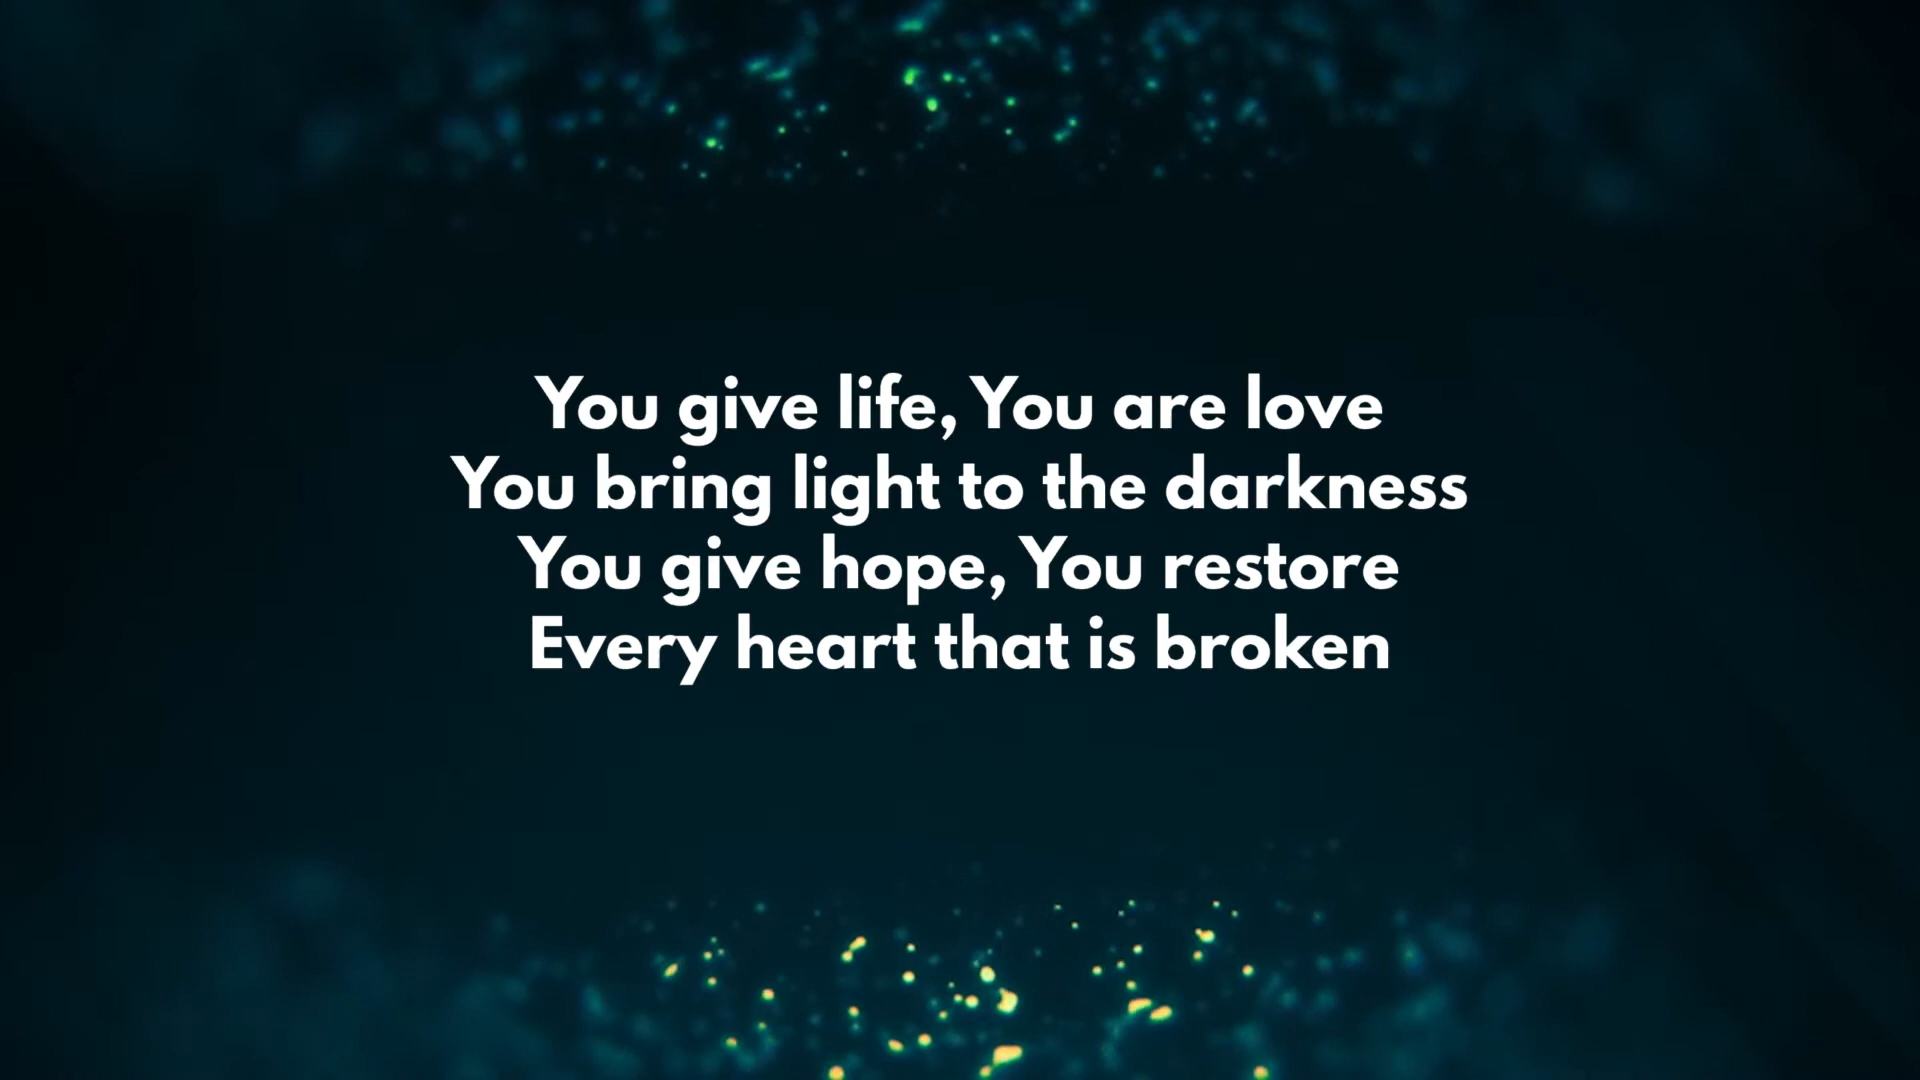 You give life, You are love
You bring light to the darkness
You give hope, You restore
Every heart that is broken